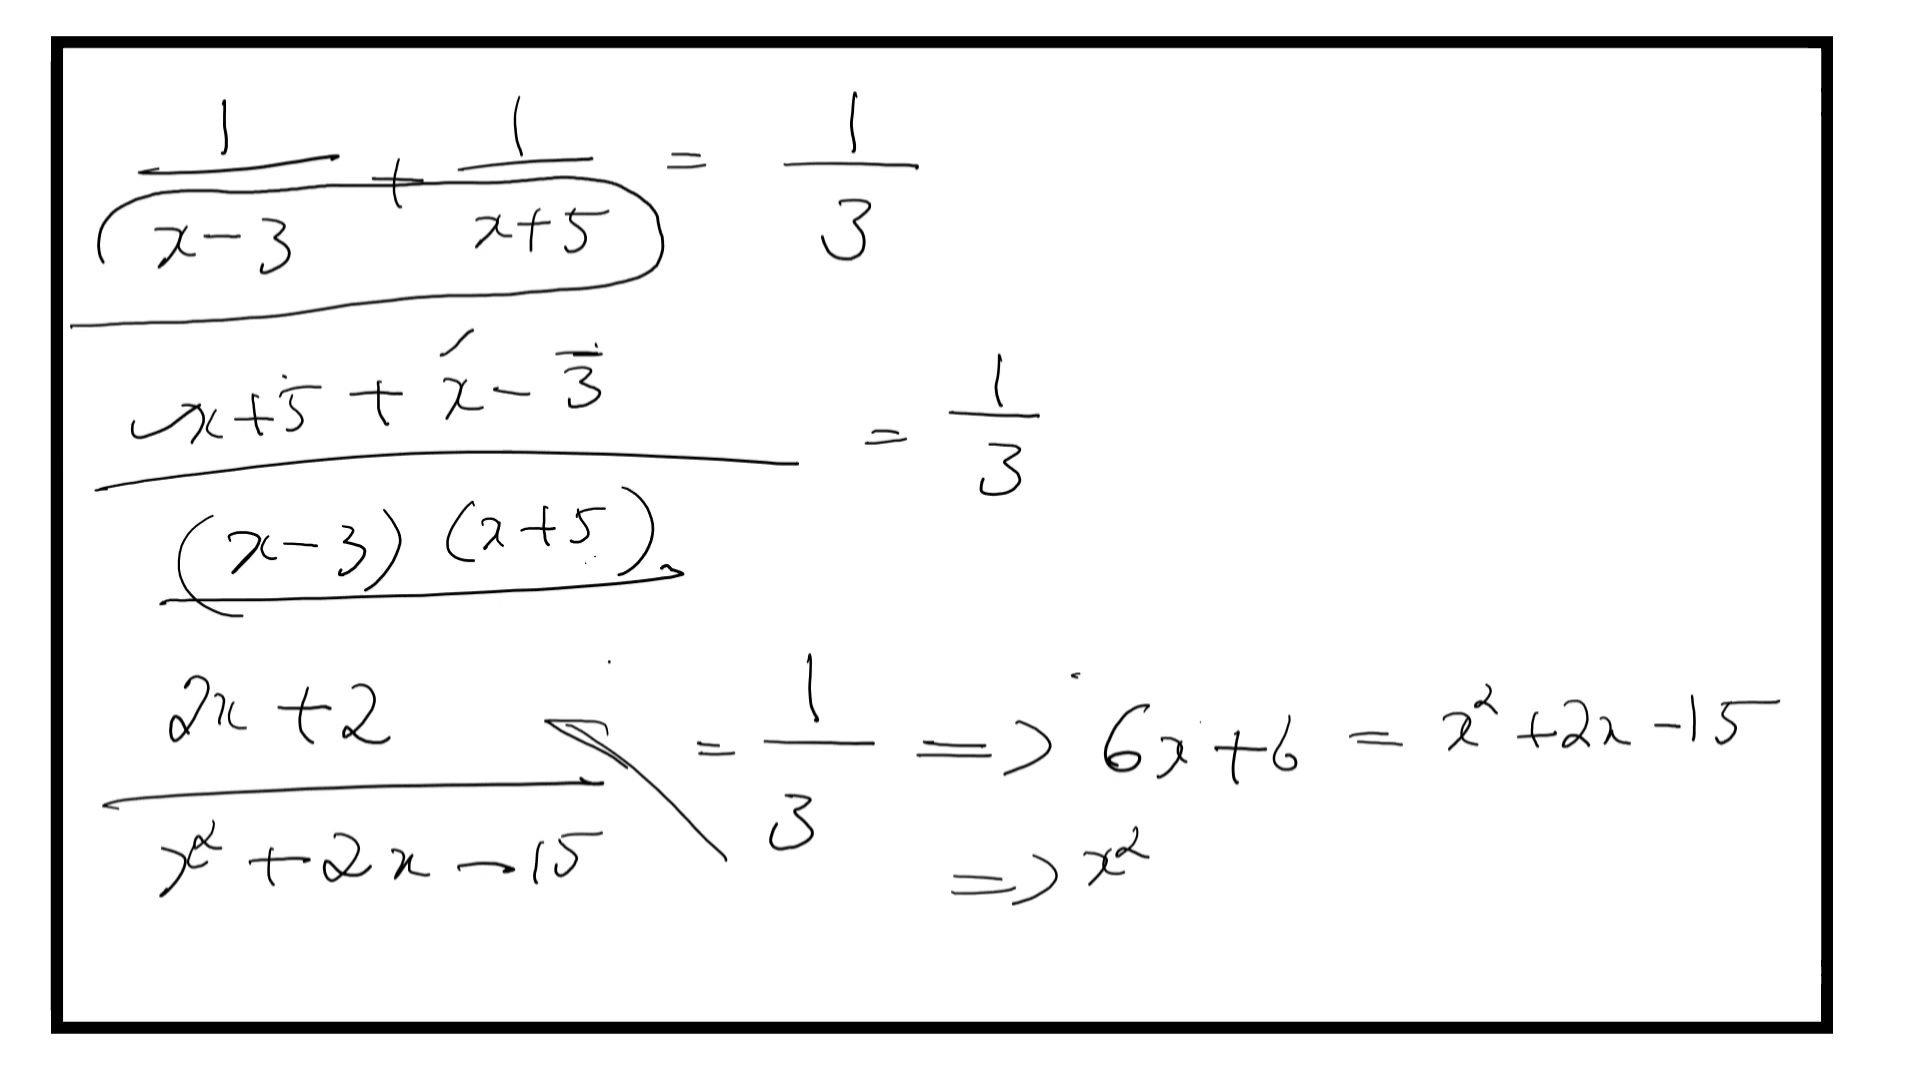 1/(x-3) + 1/(x+5) = 1/3
(x+5+x-3)/((x-3)(x+5)) = 1/3
(2x+2)/(x²+2x-15) = 1/3 => 6x+6 = x²+2x-15
=> x²